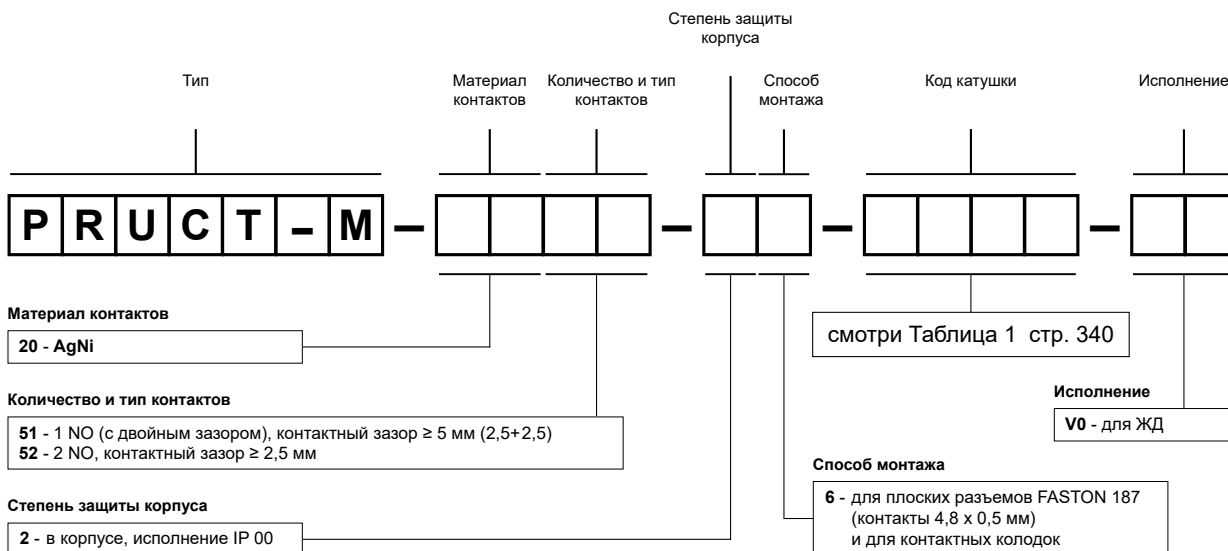 Степень защиты
корпуса
Тип
Материал
контактов
Количество и тип
контактов
Способ
монтажа
Код катушки
Исполнение
PRUCT-M – – – –
Материал контактов
20 - AgNi
смотри Таблица 1 стр. 340
Количество и тип контактов
51 - 1 NO (с двойным зазором), контактный зазор ≥ 5 мм (2,5+2,5)
52 - 2 NO, контактный зазор ≥ 2,5 мм
Исполнение
V0 - для ЖД
Степень защиты корпуса
2 - в корпусе, исполнение IP 00
Способ монтажа
6 - для плоских разъемов FASTON 187
(контакты 4,8 x 0,5 мм)
и для контактных колодок